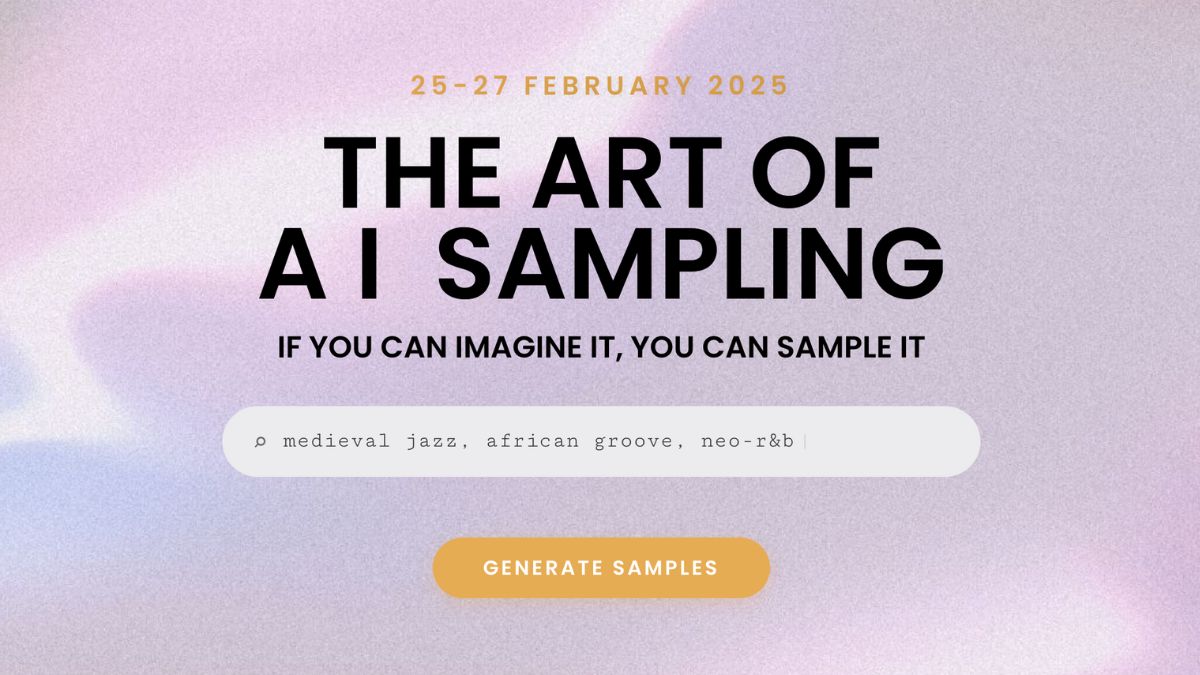 25-27 FEBRUARY 2025
THE ART OF
AI SAMPLING
IF YOU CAN IMAGINE IT, YOU CAN SAMPLE IT
medieval jazz, african groove, neo-r&b
GENERATE SAMPLES